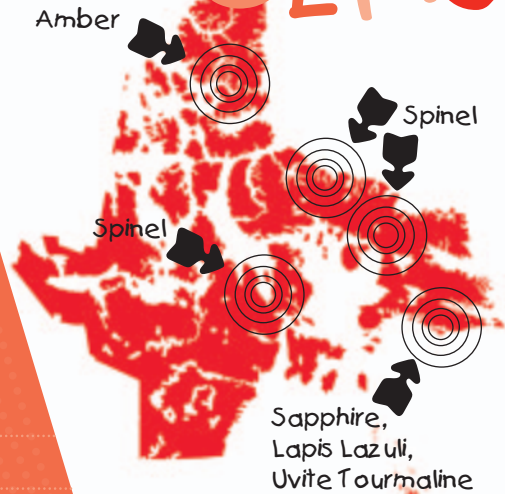 Amber
Spinel
Spinel
Sapphire,
Lapis Lazuli,
Uvite Tourmaline